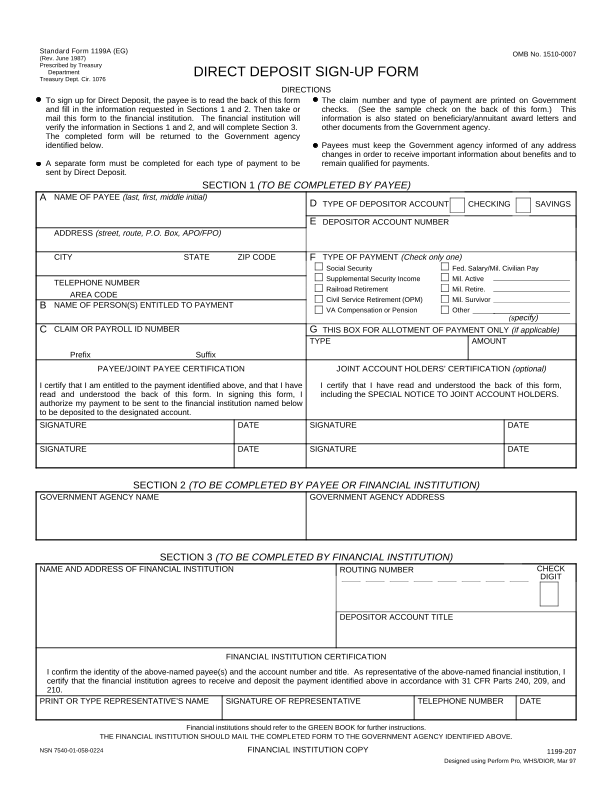 Standard Form 1199A (EG)
(Rev. June 1987)
Prescribed by Treasury
Department
Treasury Dept. Cir. 1076
OMB No. 1510-0007
DIRECT DEPOSIT SIGN-UP FORM
DIRECTIONS
● To sign up for Direct Deposit, the payee is to read the back of this form
and fill in the information requested in Sections 1 and 2. Then take or
mail this form to the financial institution. The financial institution will
verify the information in Sections 1 and 2, and will complete Section 3.
The completed form will be returned to the Government agency
identified below.
● A separate form must be completed for each type of payment to be
sent by Direct Deposit.
● The claim number and type of payment are printed on Government
checks. (See the sample check on the back of this form.) This
information is also stated on beneficiary/annuitant award letters and
other documents from the Government agency.
● Payees must keep the Government agency informed of any address
changes in order to receive important information about benefits and to
remain qualified for payments.
SECTION 1 (TO BE COMPLETED BY PAYEE)
A NAME OF PAYEE (last, first, middle initial)
ADDRESS (street, route, P.O. Box, APO/FPO)
CITY STATE ZIP CODE
TELEPHONE NUMBER
AREA CODE
B NAME OF PERSON(S) ENTITLED TO PAYMENT
C CLAIM OR PAYROLL ID NUMBER
Prefix Suffix
D TYPE OF DEPOSITOR ACCOUNT CHECKING SAVINGS
E DEPOSITOR ACCOUNT NUMBER
F TYPE OF PAYMENT (Check only one)
Social Security Fed. Salary/Mil. Civilian Pay
Supplemental Security Income Mil. Active
Railroad Retirement Mil. Retire.
Civil Service Retirement (OPM) Mil. Survivor
VA Compensation or Pension Other
(specify)
G THIS BOX FOR ALLOTMENT OF PAYMENT ONLY (if applicable)
TYPE AMOUNT
PAYEE/JOINT PAYEE CERTIFICATION
I certify that I am entitled to the payment identified above, and that I have
read and understood the back of this form. In signing this form, I
authorize my payment to be sent to the financial institution named below
to be deposited to the designated account.
JOINT ACCOUNT HOLDERS' CERTIFICATION (optional)
I certify that I have read and understood the back of this form,
including the SPECIAL NOTICE TO JOINT ACCOUNT HOLDERS.
SIGNATURE DATE SIGNATURE DATE
SIGNATURE DATE SIGNATURE DATE
SECTION 2 (TO BE COMPLETED BY PAYEE OR FINANCIAL INSTITUTION)
GOVERNMENT AGENCY NAME GOVERNMENT AGENCY ADDRESS
SECTION 3 (TO BE COMPLETED BY FINANCIAL INSTITUTION)
NAME AND ADDRESS OF FINANCIAL INSTITUTION
ROUTING NUMBER
CHECK
DIGIT
DEPOSITOR ACCOUNT TITLE
FINANCIAL INSTITUTION CERTIFICATION
I confirm the identity of the above-named payee(s) and the account number and title. As representative of the above-named financial institution, I
certify that the financial institution agrees to receive and deposit the payment identified above in accordance with 31 CFR Parts 240, 209, and
210.
PRINT OR TYPE REPRESENTATIVE'S NAME SIGNATURE OF REPRESENTATIVE TELEPHONE NUMBER DATE
Financial institutions should refer to the GREEN BOOK for further instructions.
THE FINANCIAL INSTITUTION SHOULD MAIL THE COMPLETED FORM TO THE GOVERNMENT AGENCY IDENTIFIED ABOVE.
NSN 7540-01-058-0224 FINANCIAL INSTITUTION COPY 1199-207
Designed using Perform Pro, WHS/DIOR, Mar 97